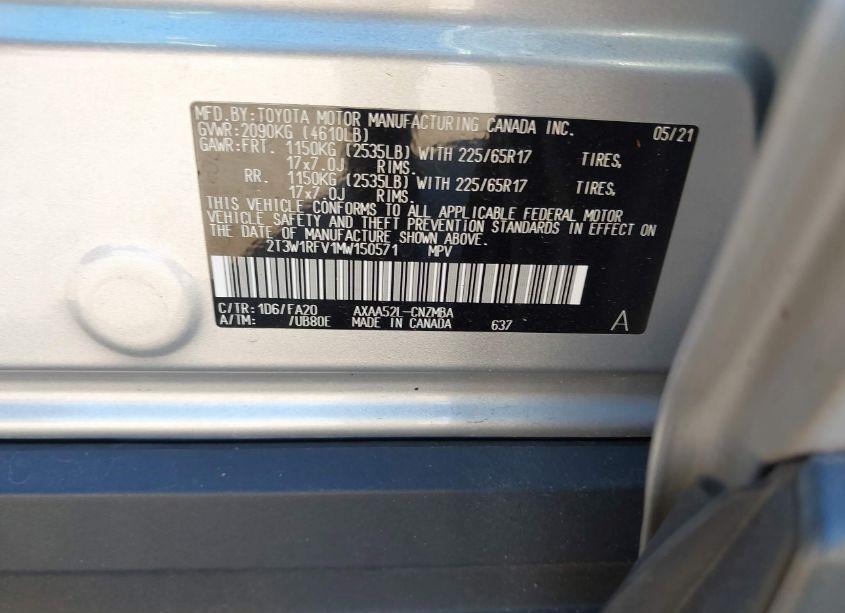 MFD.BY:TOYOTA MOTOR MANUFACTURING CANADA INC. 05/21
GVWR:2090KG (4610LB)
GAWR:FRT. 1150KG (2535LB) WITH 225/65R17 TIRES,
17x7.0J RIMS.
RR. 1150KG (2535LB) WITH 225/65R17 TIRES,
17x7.0J RIMS.
THIS VEHICLE CONFORMS TO ALL APPLICABLE FEDERAL MOTOR
VEHICLE SAFETY AND THEFT PREVENTION STANDARDS IN EFFECT ON
THE DATE OF MANUFACTURE SHOWN ABOVE.
2T3W1RFV1MW150571 MPV
C/TR:1D6/FA20 AXAA52L-CNZMBA
A/TM: /UB80E MADE IN CANADA 637 A